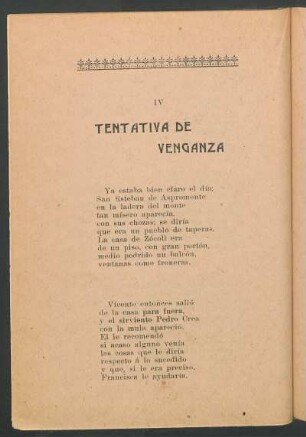 IV
TENTATIVA DE
VENGANZA
Ya estaba bien claro el día;
San Esteban de Aspromonte
en la ladera del monte
tan mísero aparecía,
con sus chozas; se diría
que era un pueblo de taperas.
La casa de Zócoli era
de un piso, con gran portón,
medio podrido un balcón,
ventanas como troneras.
Vicente entonces salió
de la casa para fuera,
y el sirviente Pedro Crea
con la mula apareció.
El le recomendó
si acaso alguno venía
las cosas que le diría
respecto á lo sucedido
y que, si le era preciso,
Francisca le ayudaría.